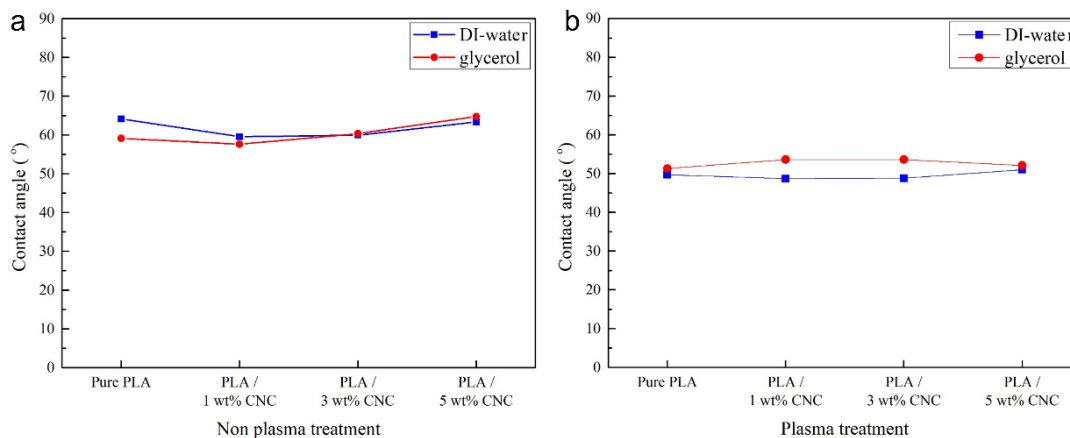 a
90
80
70
60
50
40
30
20
10
0
Contact angle ( ° )
DI-water
glycerol
Pure PLA
PLA /
1 wt% CNC
PLA /
3 wt% CNC
PLA /
5 wt% CNC
Non plasma treatment
b
90
80
70
60
50
40
30
20
10
0
Contact angle ( ° )
DI-water
glycerol
Pure PLA
PLA /
1 wt% CNC
PLA /
3 wt% CNC
PLA /
5 wt% CNC
Plasma treatment